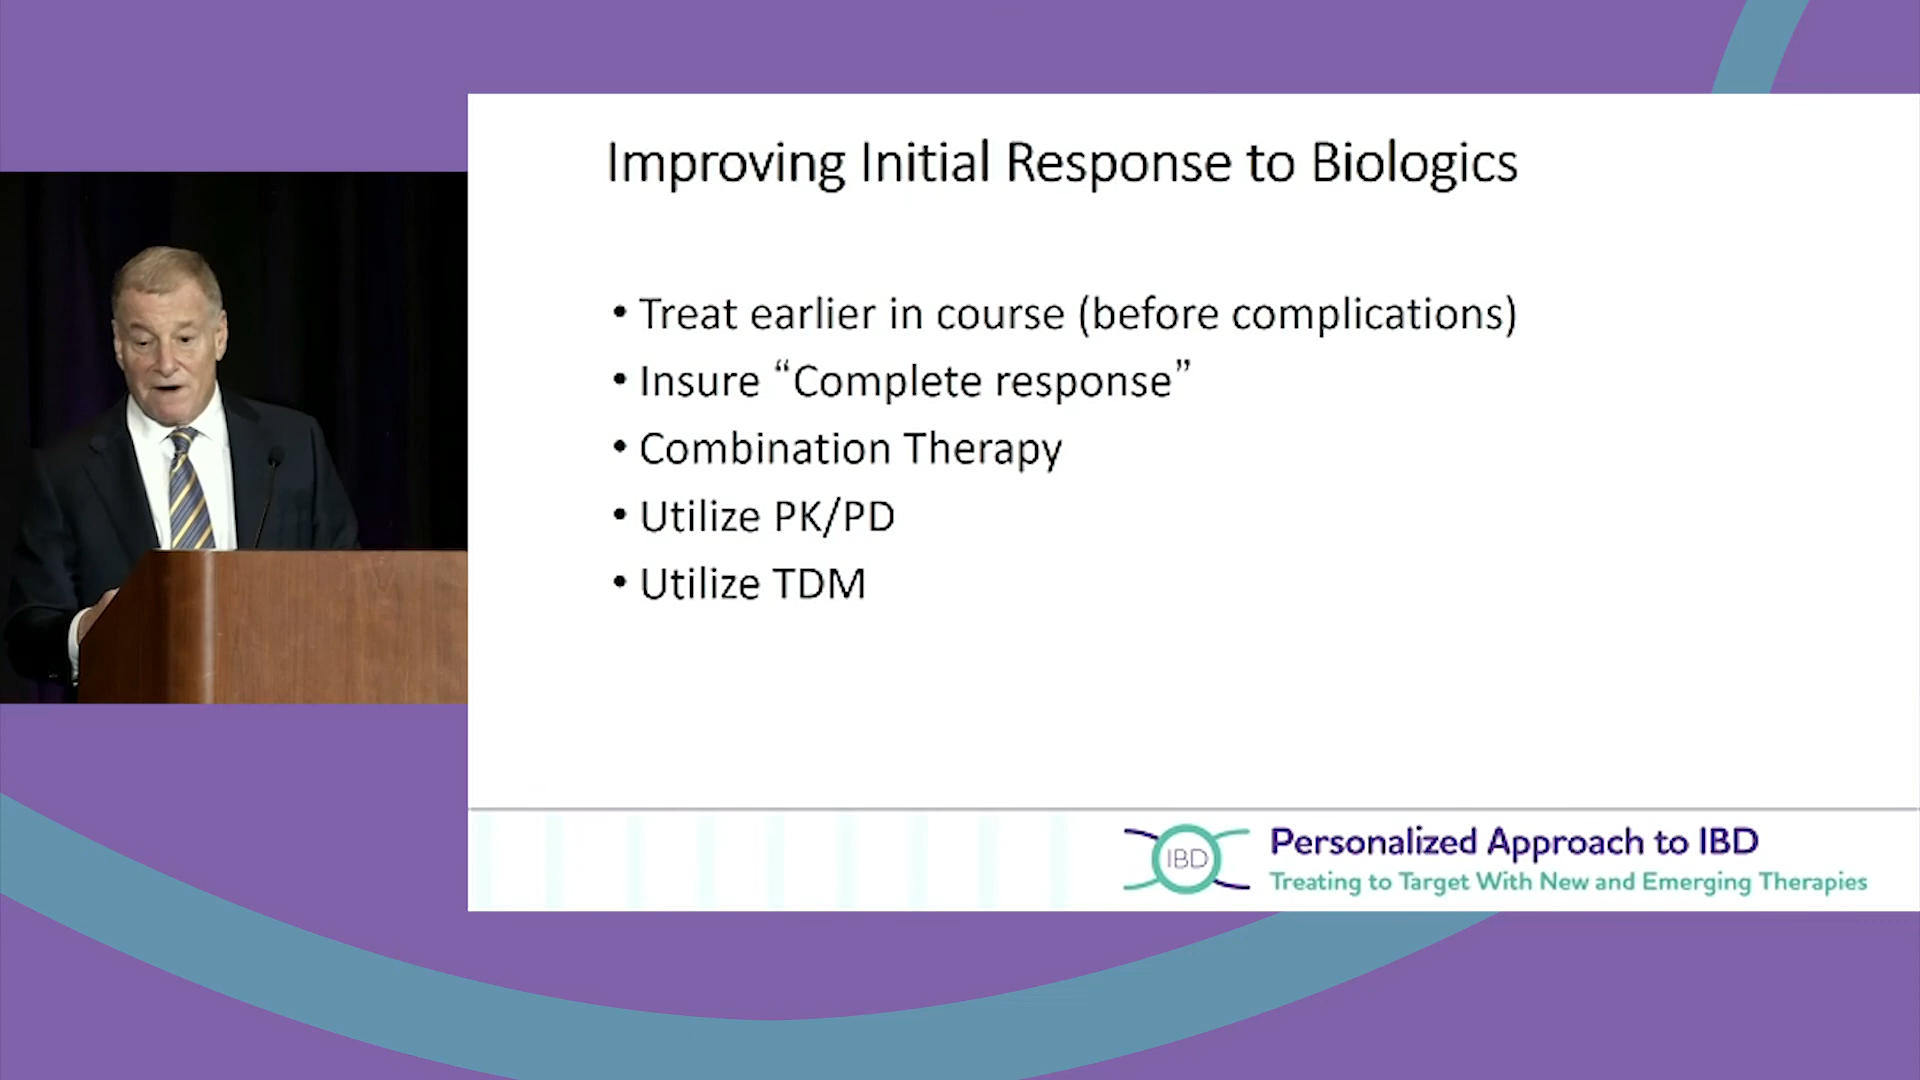 Improving Initial Response to Biologics
• Treat earlier in course (before complications)
• Insure “Complete response”
• Combination Therapy
• Utilize PK/PD
• Utilize TDM
IBD
Personalized Approach to IBD
Treating to Target With New and Emerging Therapies